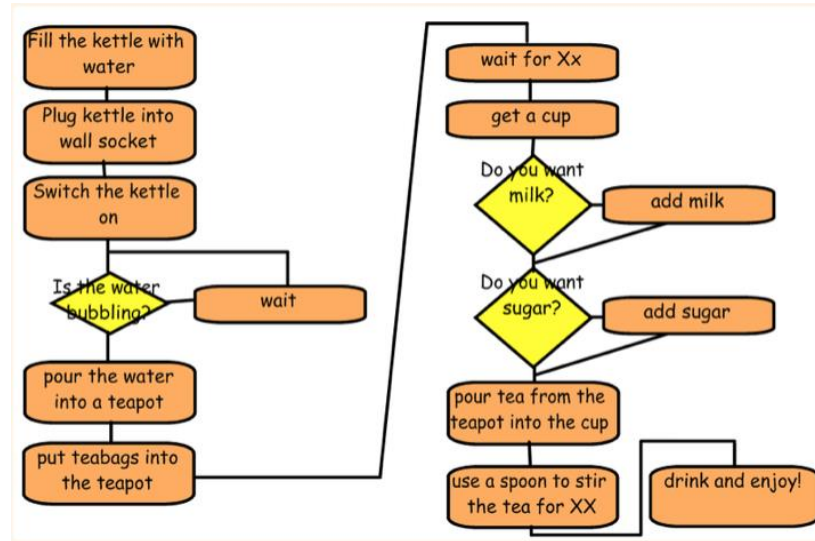 Fill the kettle with
water
Plug kettle into
wall socket
Switch the kettle
on
Is the water
bubbling?
wait
pour the water
into a teapot
put teabags into
the teapot
wait for Xx
get a cup
Do you want
milk?
add milk
Do you want
sugar?
add sugar
pour tea from the
teapot into the cup
use a spoon to stir
the tea for XX
drink and enjoy!